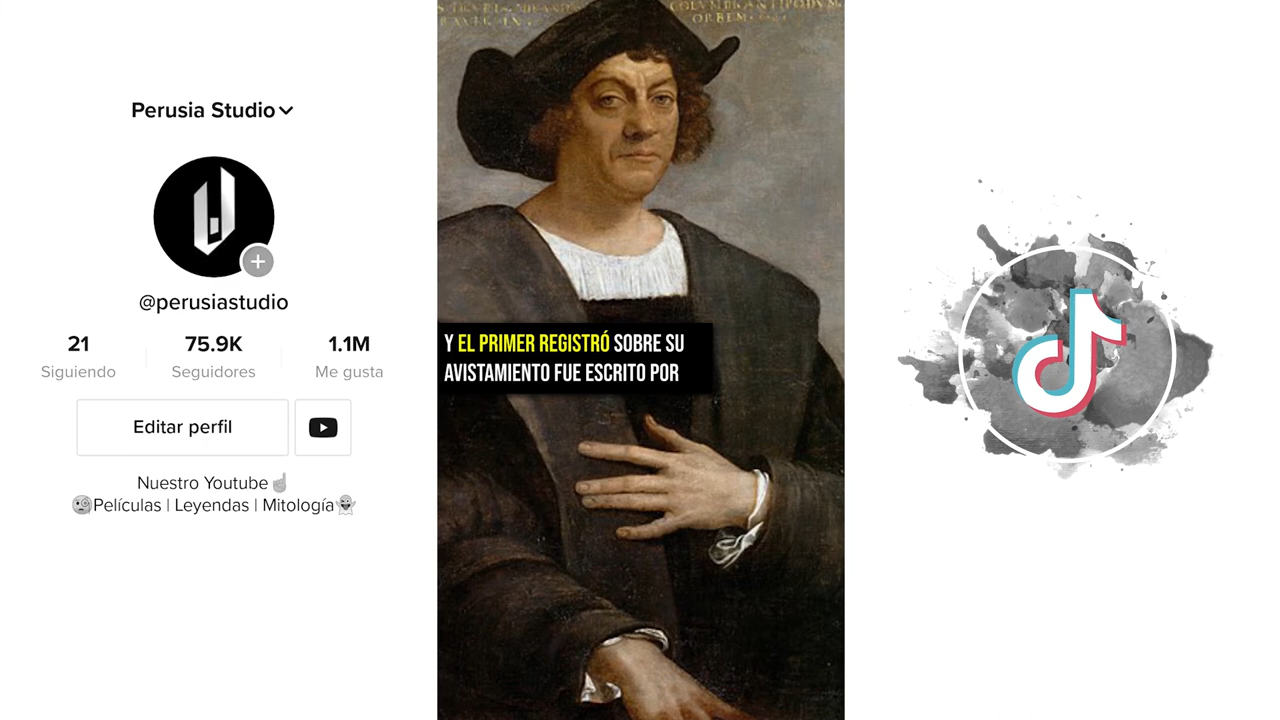 Perusia Studio
@perusiastudio
21
75.9K
1.1M
Siguiendo
Seguidores
Me gusta
Editar perfil
Nuestro Youtube☝
🧐Películas | Leyendas | Mitología👻
Y EL PRIMER REGISTRÓ SOBRE SU
AVISTAMIENTO FUE ESCRITO POR